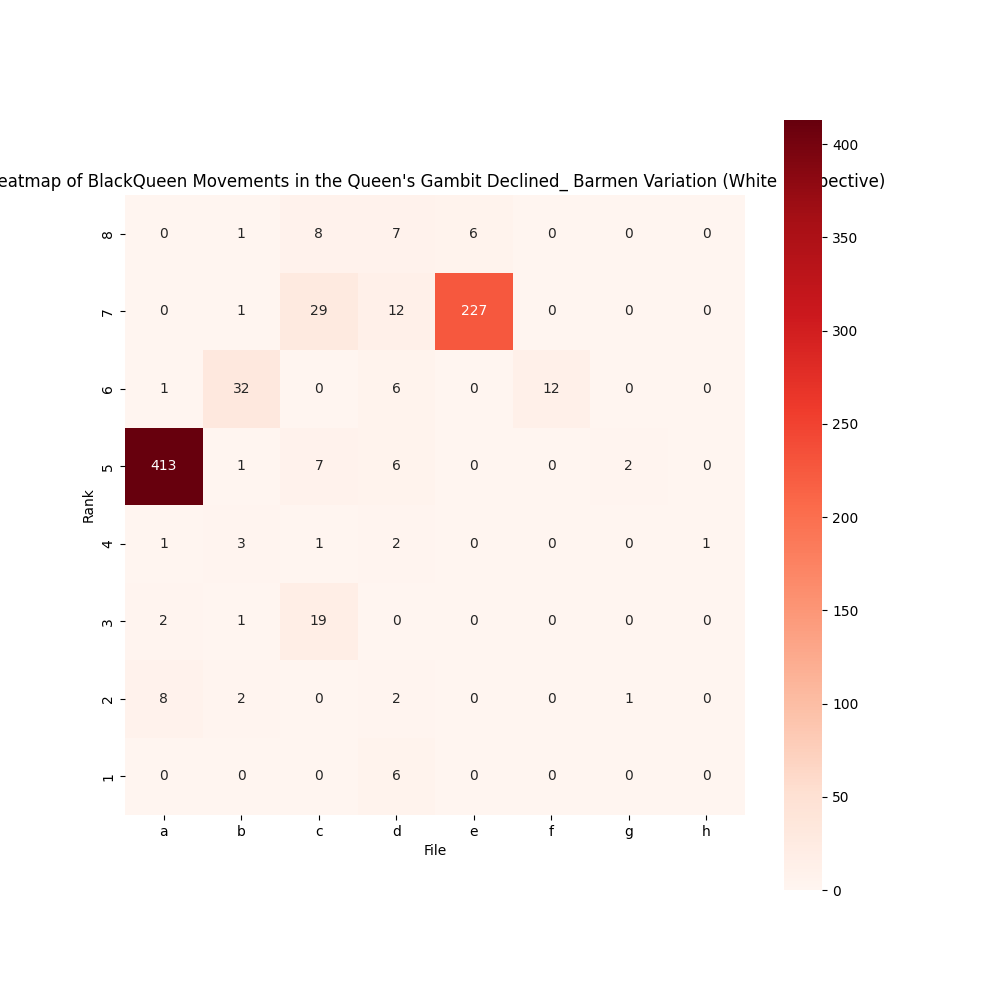 eatmap of BlackQueen Movements in the Queen's Gambit Declined_ Barmen Variation (White pective)
Rank
8 0 1 8 7 6 0 0 0
7 0 1 29 12 227 0 0 0
6 1 32 0 6 0 12 0 0
5 413 1 7 6 0 0 2 0
4 1 3 1 2 0 0 0 1
3 2 1 19 0 0 0 0 0
2 8 2 0 2 0 0 1 0
1 0 0 0 6 0 0 0 0
a b c d e f g h
File
400
350
300
250
200
150
100
50
0